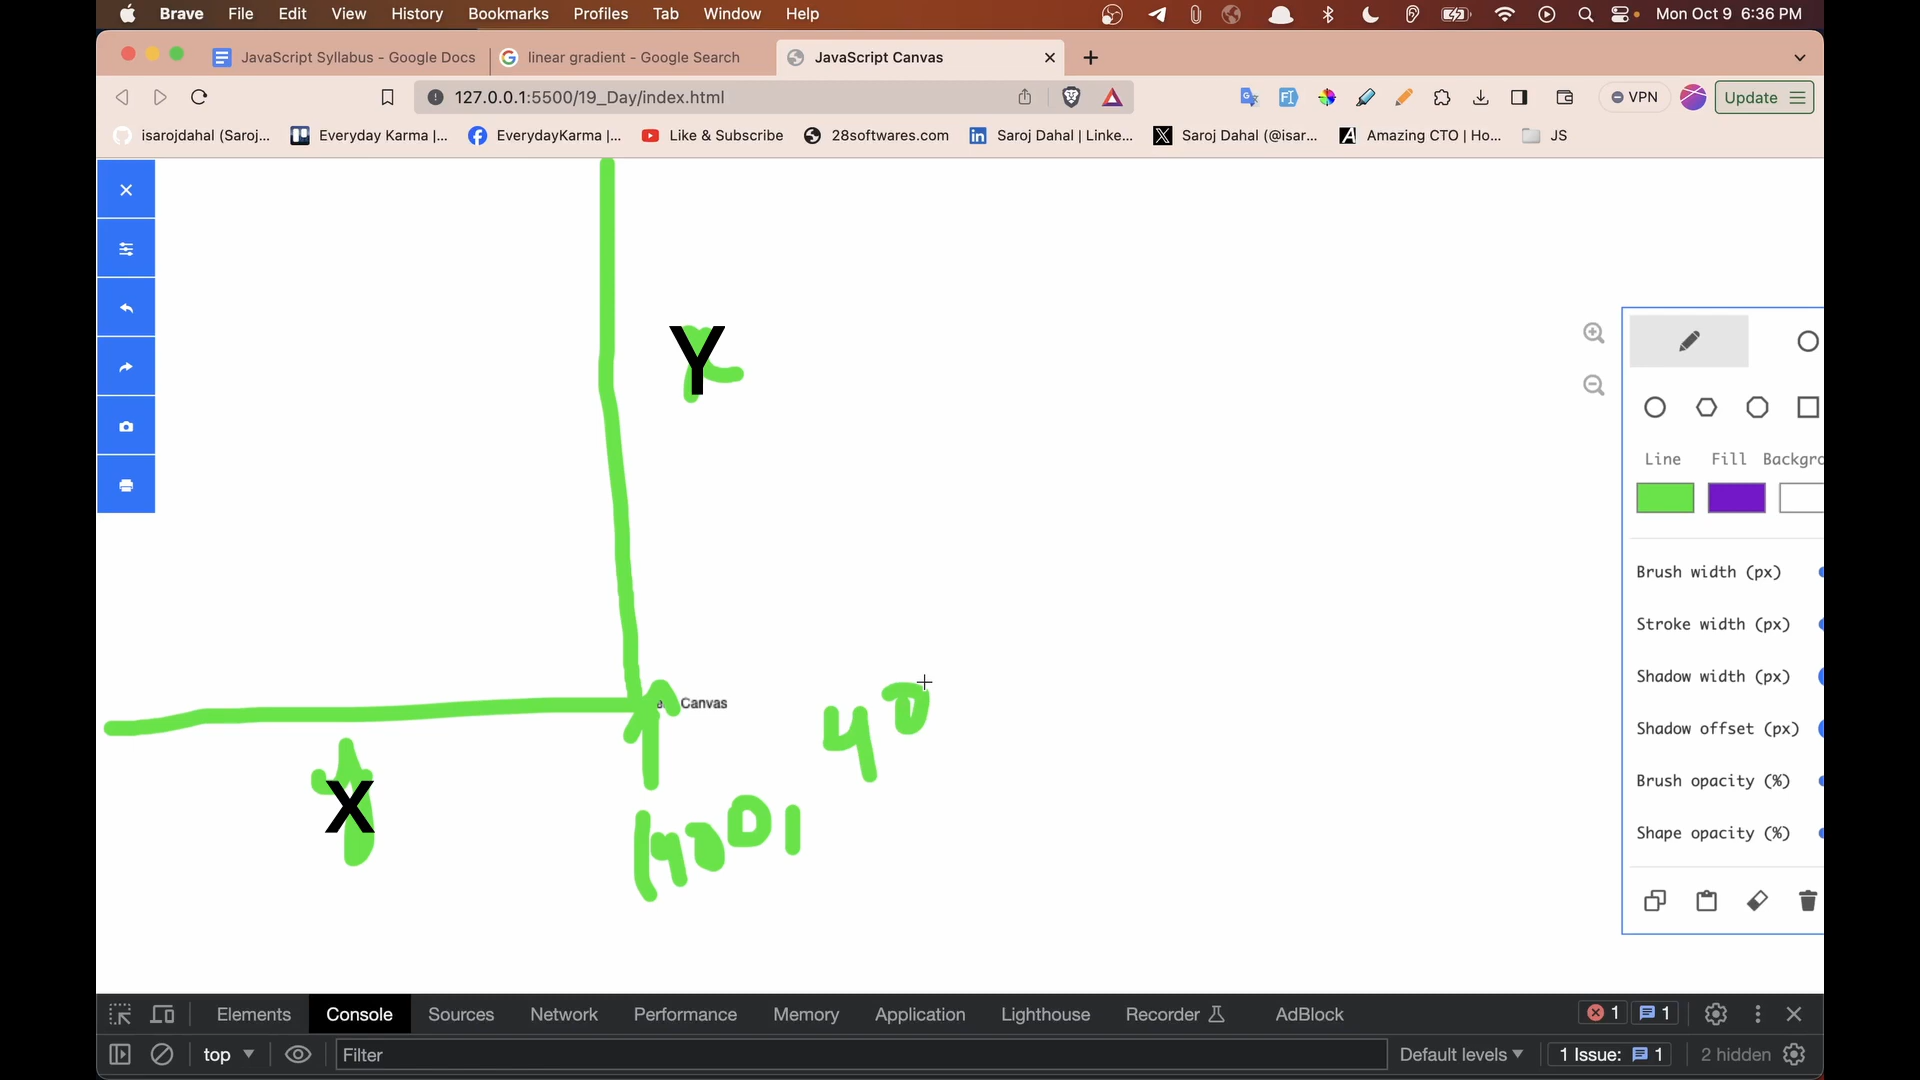 Brave File Edit View History Bookmarks Profiles Tab Window Help Mon Oct 9 6:36 PM
JavaScript Syllabus - Google Docs linear gradient - Google Search JavaScript Canvas
127.0.0.1:5500/19_Day/index.html VPN Update
isarojdahal (Saroj... Everyday Karma |... EverydayKarma |... Like & Subscribe 28softwares.com Saroj Dahal | Linke... Saroj Dahal (@isar... Amazing CTO | Ho... JS
Y
Line Fill Backgro
Brush width (px)
Stroke width (px)
Shadow width (px)
Canvas
Shadow offset (px)
Brush opacity (%)
X
Shape opacity (%)
Elements Console Sources Network Performance Memory Application Lighthouse Recorder AdBlock 1 1
top Filter Default levels 1 Issue: 1 2 hidden